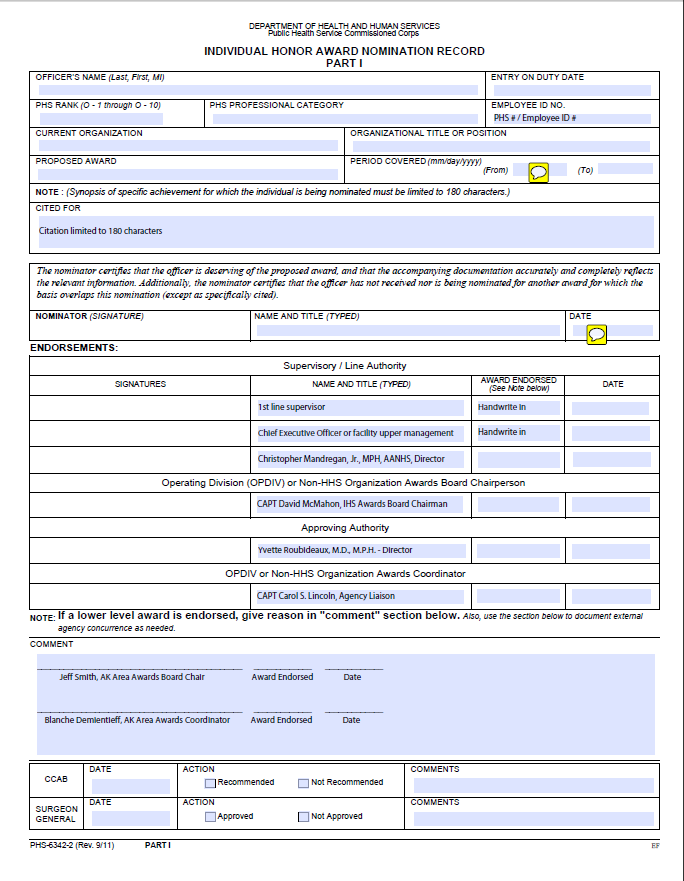 DEPARTMENT OF HEALTH AND HUMAN SERVICES
Public Health Service Commissioned Corps
INDIVIDUAL HONOR AWARD NOMINATION RECORD
PART I
OFFICER'S NAME (Last, First, MI) ENTRY ON DUTY DATE
PHS RANK (O - 1 through O - 10) PHS PROFESSIONAL CATEGORY EMPLOYEE ID NO.
PHS # / Employee ID #
CURRENT ORGANIZATION ORGANIZATIONAL TITLE OR POSITION
PROPOSED AWARD PERIOD COVERED (mm/day/yyyy)
(From) (To)
NOTE : (Synopsis of specific achievement for which the individual is being nominated must be limited to 180 characters.)
CITED FOR
Citation limited to 180 characters
The nominator certifies that the officer is deserving of the proposed award, and that the accompanying documentation accurately and completely reflects
the relevant information. Additionally, the nominator certifies that the officer has not received nor is being nominated for another award for which the
basis overlaps this nomination (except as specifically cited).
NOMINATOR (SIGNATURE) NAME AND TITLE (TYPED) DATE
ENDORSEMENTS:
Supervisory / Line Authority
SIGNATURES NAME AND TITLE (TYPED) AWARD ENDORSED (See Note below) DATE
1st line supervisor Handwrite in
Chief Executive Officer or facility upper management Handwrite in
Christopher Mandregan, Jr., MPH, AANHS, Director
Operating Division (OPDIV) or Non-HHS Organization Awards Board Chairperson
CAPT David McMahon, IHS Awards Board Chairman
Approving Authority
Yvette Roubideaux, M.D., M.P.H. - Director
OPDIV or Non-HHS Organization Awards Coordinator
CAPT Carol S. Lincoln, Agency Liaison
NOTE: If a lower level award is endorsed, give reason in "comment" section below. Also, use the section below to document external
agency concurrence as needed.
COMMENT
Jeff Smith, AK Area Awards Board Chair Award Endorsed Date
Blanche Demientieff, AK Area Awards Coordinator Award Endorsed Date
CCAB DATE ACTION COMMENTS
Recommended Not Recommended
SURGEON GENERAL DATE ACTION COMMENTS
Approved Not Approved
PHS-6342-2 (Rev. 9/11) PART I EF